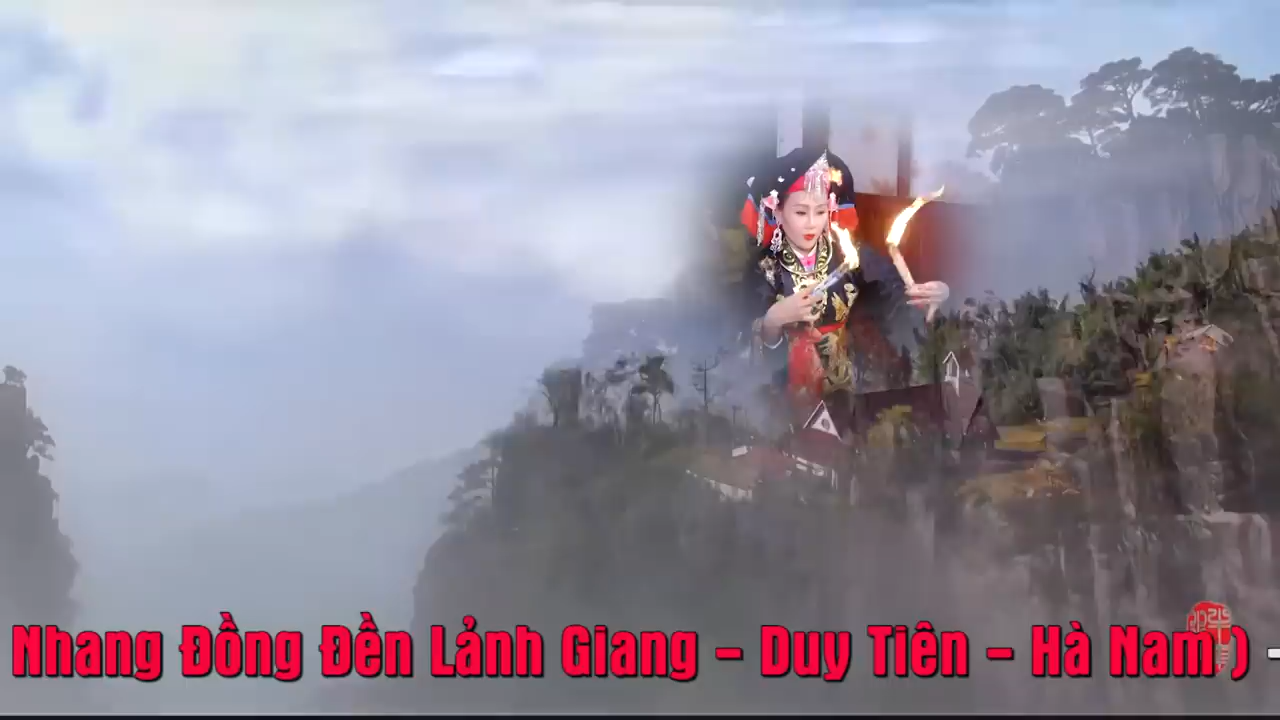 Nhang Đồng Đền Lảnh Giang - Duy Tiên - Hà Nam ) -